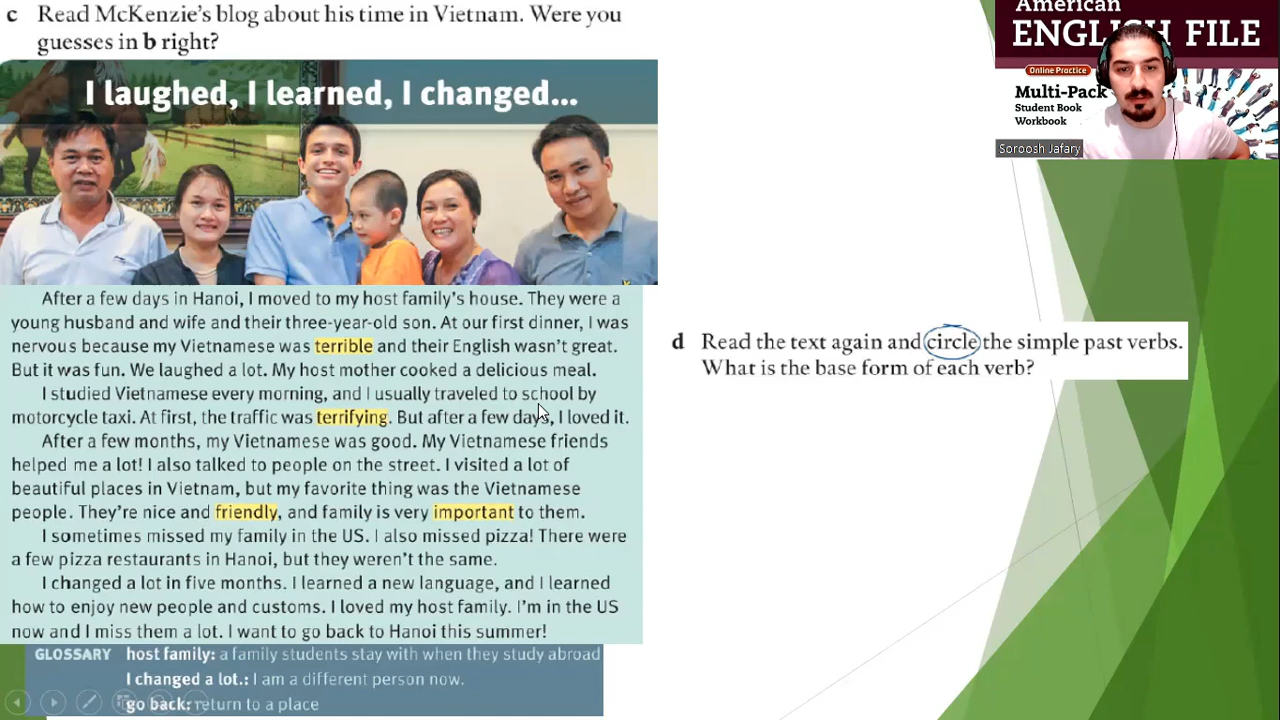 c Read McKenzie's blog about his time in Vietnam. Were you
guesses in b right?
I laughed, I learned, I changed...
After a few days in Hanoi, I moved to my host family's house. They were a
young husband and wife and their three-year-old son. At our first dinner, I was
nervous because my Vietnamese was terrible and their English wasn't great.
But it was fun. We laughed a lot. My host mother cooked a delicious meal.
I studied Vietnamese every morning, and I usually traveled to school by
motorcycle taxi. At first, the traffic was terrifying. But after a few days, I loved it.
After a few months, my Vietnamese was good. My Vietnamese friends
helped me a lot! I also talked to people on the street. I visited a lot of
beautiful places in Vietnam, but my favorite thing was the Vietnamese
people. They're nice and friendly, and family is very important to them.
I sometimes missed my family in the US. I also missed pizza! There were
a few pizza restaurants in Hanoi, but they weren't the same.
I changed a lot in five months. I learned a new language, and I learned
how to enjoy new people and customs. I loved my host family. I'm in the US
now and I miss them a lot. I want to go back to Hanoi this summer!
GLOSSARY host family: a family students stay with when they study abroad
I changed a lot.: I am a different person now.
go back: return to a place
d Read the text again and circle the simple past verbs.
What is the base form of each verb?
American
ENGLISH FILE
Online Practice
Multi-Pack
Student Book
Workbook
Soroosh Jafary